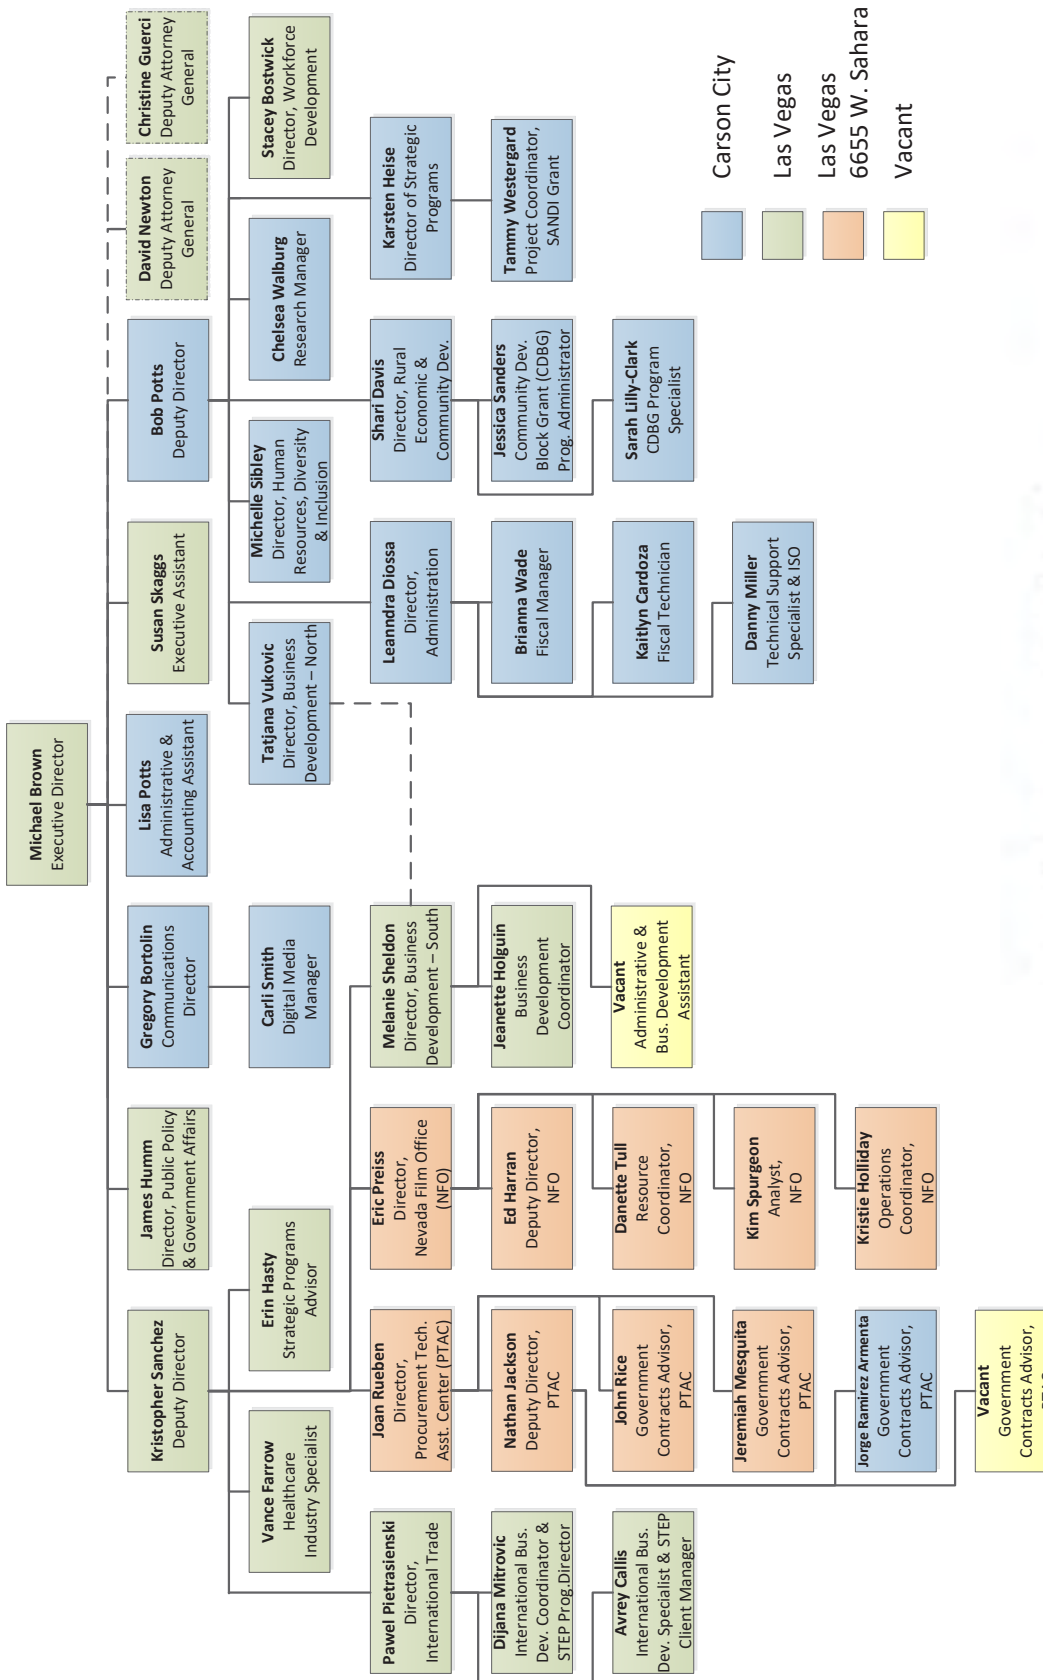 Michael Brown
Executive Director
Kristopher Sanchez
Deputy Director
James Humm
Director, Public Policy
& Government Affairs
Gregory Bortolin
Communications
Director
Lisa Potts
Administrative &
Accounting Assistant
Susan Skaggs
Executive Assistant
Bob Potts
Deputy Director
David Newton
Deputy Attorney
General
Christine Guerci
Deputy Attorney
General
Vance Farrow
Healthcare
Industry Specialist
Erin Hasty
Strategic Programs
Advisor
Carli Smith
Digital Media
Manager
Tatjana Vukovic
Director, Business
Development – North
Michelle Sibley
Director, Human
Resources, Diversity
& Inclusion
Chelsea Walburg
Research Manager
Stacey Bostwick
Director, Workforce
Development
Pawel Pietrasienski
Director,
International Trade
Joan Rueben
Director,
Procurement Tech.
Asst. Center (PTAC)
Eric Preiss
Director,
Nevada Film Office
(NFO)
Melanie Sheldon
Director, Business
Development – South
Leanndra Diossa
Director,
Administration
Shari Davis
Director, Rural
Economic &
Community Dev.
Karsten Heise
Director of Strategic
Programs
Dijana Mitrovic
International Bus.
Dev. Coordinator &
STEP Prog.Director
Nathan Jackson
Deputy Director,
PTAC
Ed Harran
Deputy Director,
NFO
Jeanette Holguin
Business
Development
Coordinator
Brianna Wade
Fiscal Manager
Jessica Sanders
Community Dev.
Block Grant (CDBG)
Prog. Administrator
Tammy Westergard
Project Coordinator,
SANDI Grant
Avrey Callis
International Bus.
Dev. Specialist & STEP
Client Manager
John Rice
Government
Contracts Advisor,
PTAC
Danette Tull
Resource
Coordinator,
NFO
Vacant
Administrative &
Bus. Development
Assistant
Kaitlyn Cardoza
Fiscal Technician
Sarah Lilly-Clark
CDBG Program
Specialist
Jeremiah Mesquita
Government
Contracts Advisor,
PTAC
Kim Spurgeon
Analyst,
NFO
Danny Miller
Technical Support
Specialist & ISO
Jorge Ramirez Armenta
Government
Contracts Advisor,
PTAC
Kristie Holliday
Operations
Coordinator,
NFO
Vacant
Government
Contracts Advisor,
Carson City
Las Vegas
Las Vegas
6655 W. Sahara
Vacant